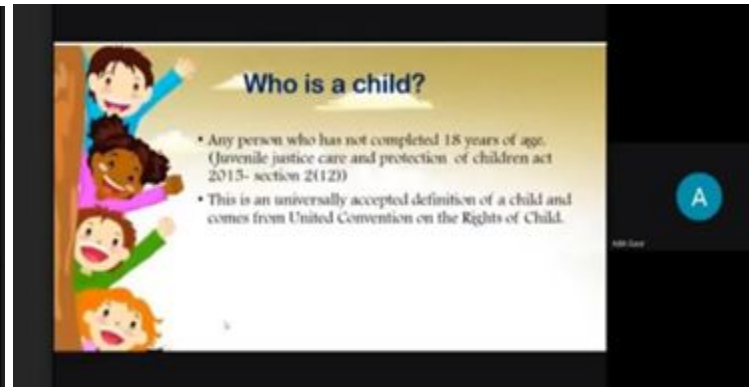 Who is a child?
• Any person who has not completed 18 years of age.
(Juvenile justice care and protection of children act
2015- section 2(12))
• This is an universally accepted definition of a child and
comes from United Convention on the Rights of Child.
A